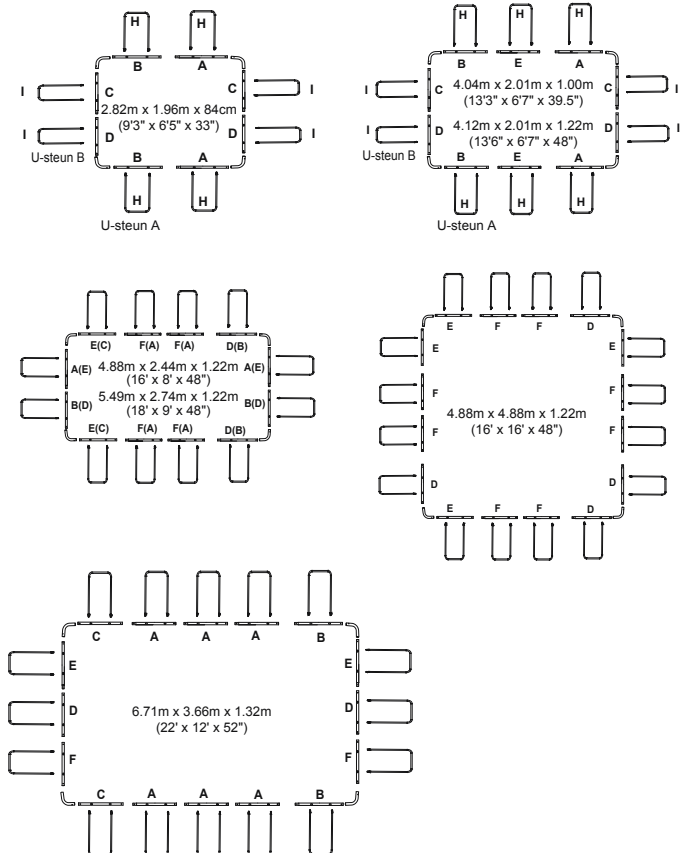 H H
B A
I C 2.82m x 1.96m x 84cm C I
(9'3" x 6'5" x 33")
I D D I
U-steun B B A
H H
U-steun A
H H H
B E A
I C 4.04m x 2.01m x 1.00m C I
(13'3" x 6'7" x 39.5")
I D 4.12m x 2.01m x 1.22m D I
(13'6" x 6'7" x 48")
U-steun B B E A
H H H
U-steun A
E(C) F(A) F(A) D(B)
A(E) 4.88m x 2.44m x 1.22m A(E)
(16' x 8' x 48")
B(D) 5.49m x 2.74m x 1.22m B(D)
(18' x 9' x 48")
E(C) F(A) F(A) D(B)
E F F D
E E
F F
4.88m x 4.88m x 1.22m
(16' x 16' x 48")
F F
D D
E F F D
C A A A B
E E
D 6.71m x 3.66m x 1.32m D
(22' x 12' x 52")
F F
C A A A B